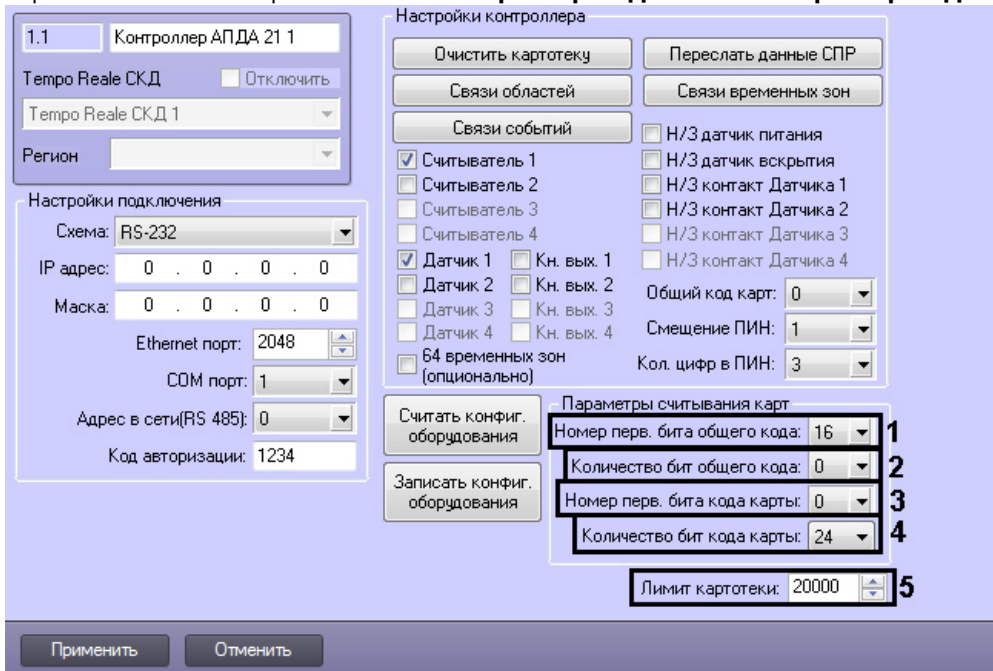 Настройки контроллера
1.1 Контроллер АПДА 21 1
Очистить картотеку Переслать данные СПР
Tempo Reale СКД Отключить
Связи областей Связи временных зон
Tempo Reale СКД 1
Связи событий Н/З датчик питания
Регион
Считыватель 1 Н/З датчик вскрытия
Считыватель 2 Н/З контакт Датчика 1
Настройки подключения
Считыватель 3 Н/З контакт Датчика 2
Схема: RS-232
Считыватель 4 Н/З контакт Датчика 3
IP адрес: 0 . 0 . 0 . 0
Датчик 1 Кн. вых. 1 Н/З контакт Датчика 4
Датчик 2 Кн. вых. 2 Общий код карт: 0
Маска: 0 . 0 . 0 . 0
Датчик 3 Кн. вых. 3
Датчик 4 Кн. вых. 4 Смещение ПИН: 1
Ethernet порт: 2048
64 временных зон
(опционально)
Кол. цифр в ПИН: 3
COM порт: 1
Адрес в сети(RS 485): 0
Считать конфиг.
оборудования
Параметры считывания карт
Номер перв. бита общего кода: 16 1
Код авторизации: 1234
Количество бит общего кода: 0 2
Записать конфиг.
оборудования
Номер перв. бита кода карты: 0 3
Количество бит кода карты: 24 4
Лимит картотеки: 20000 5
Применить Отменить